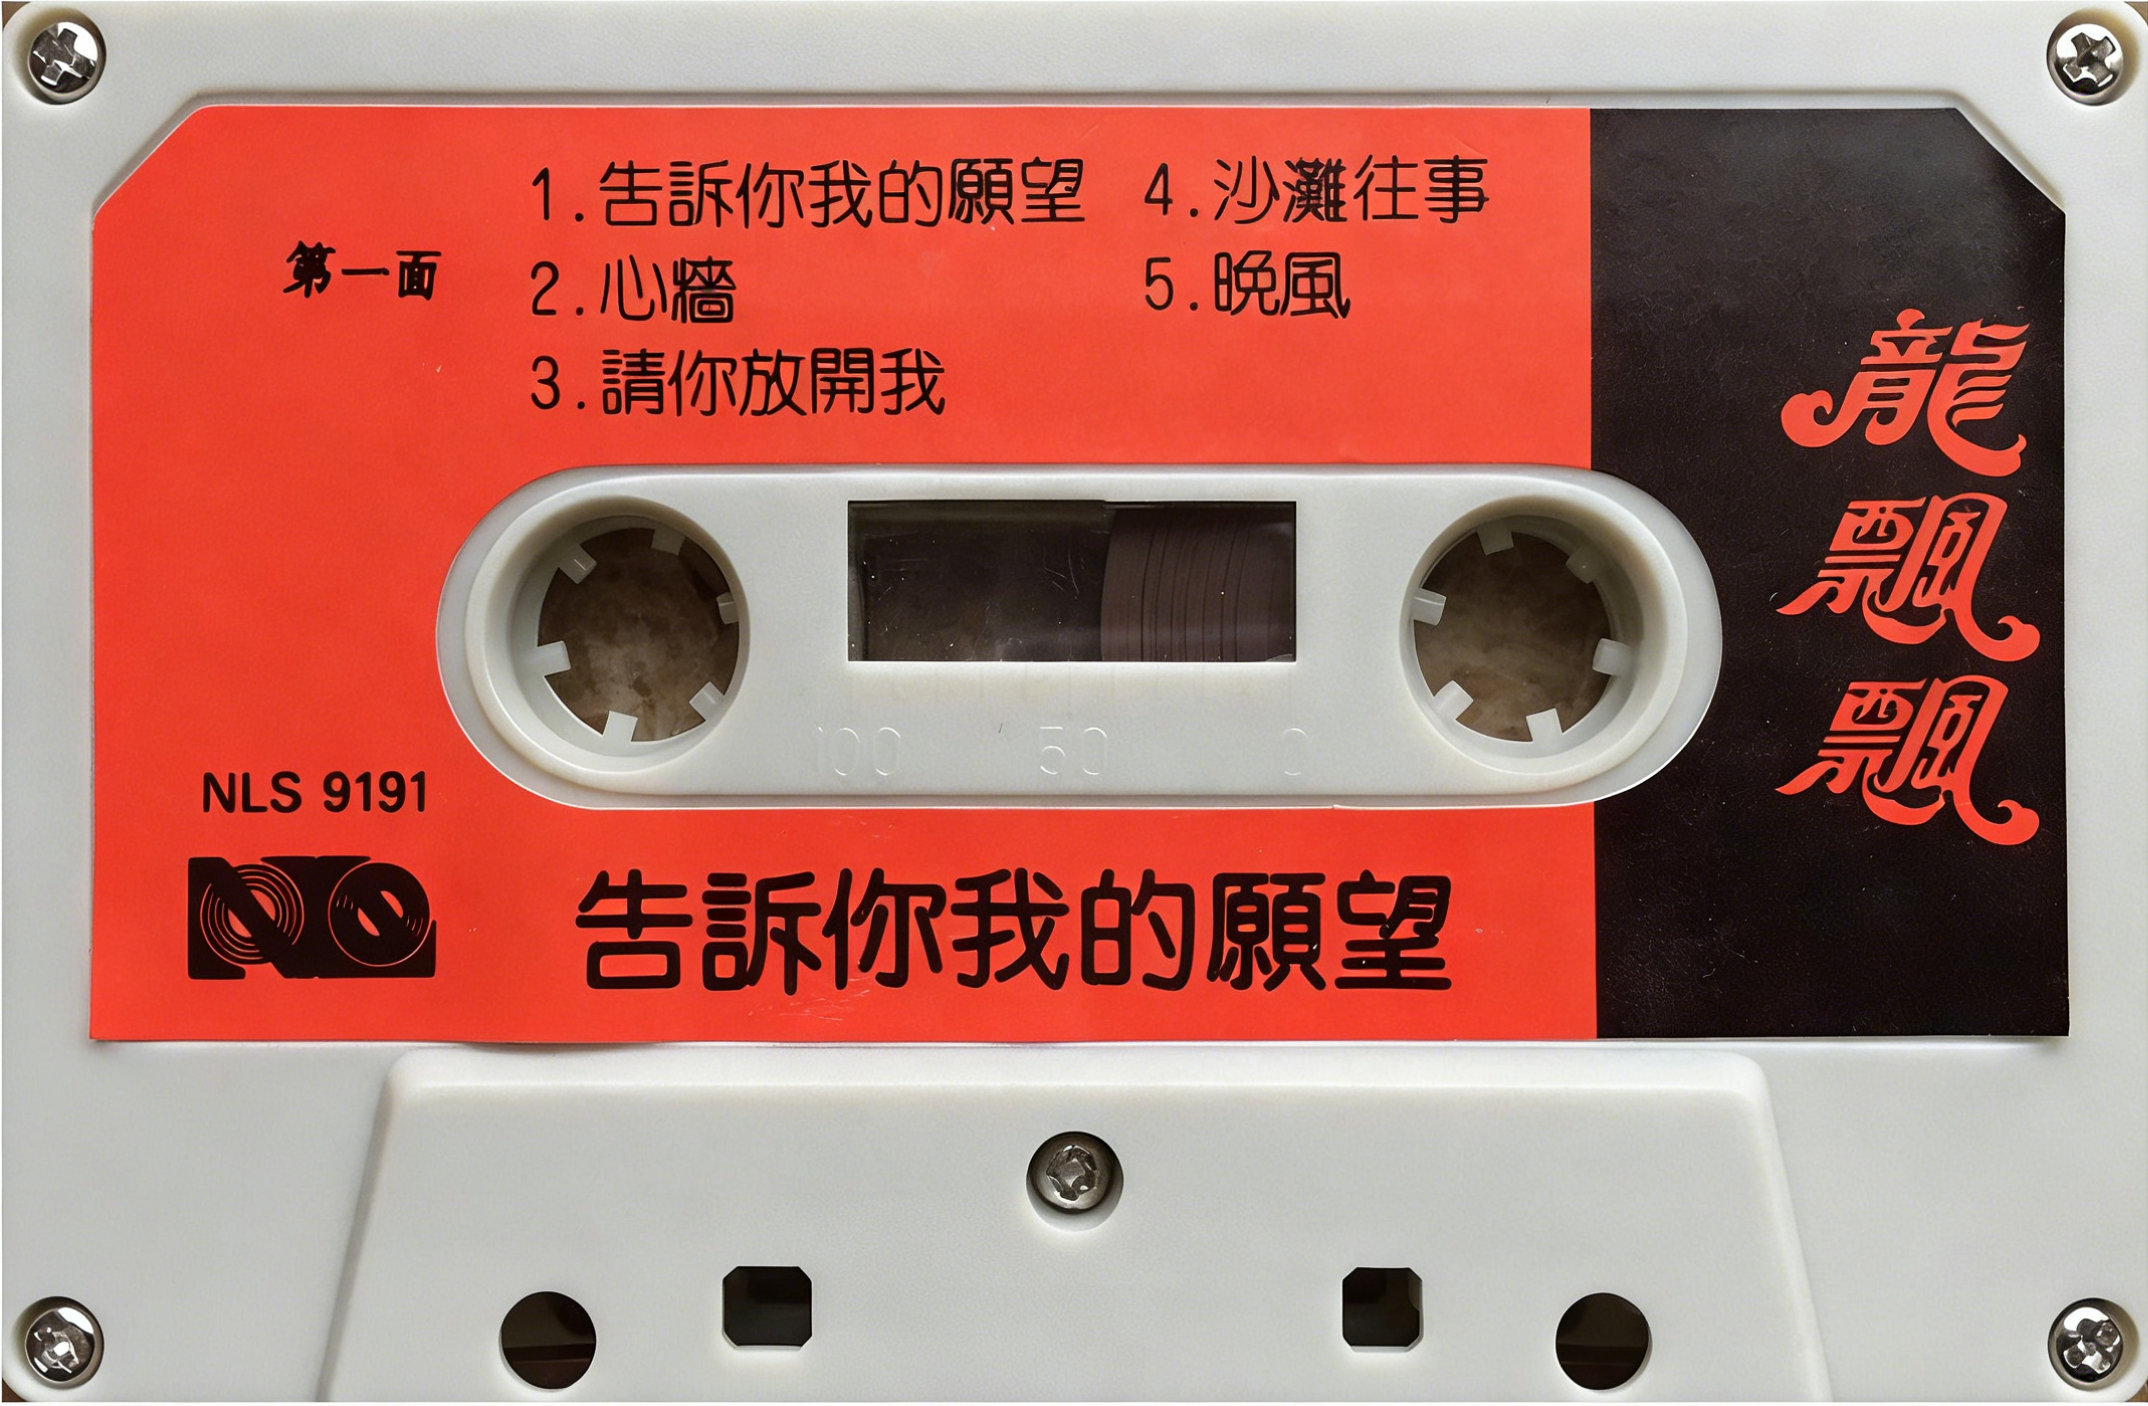 第一面
1.告訴你我的願望
2.心牆
3.請你放開我
4.沙灘往事
5.晚風
龍飄飄
100 50 0
NLS 9191
告訴你我的願望